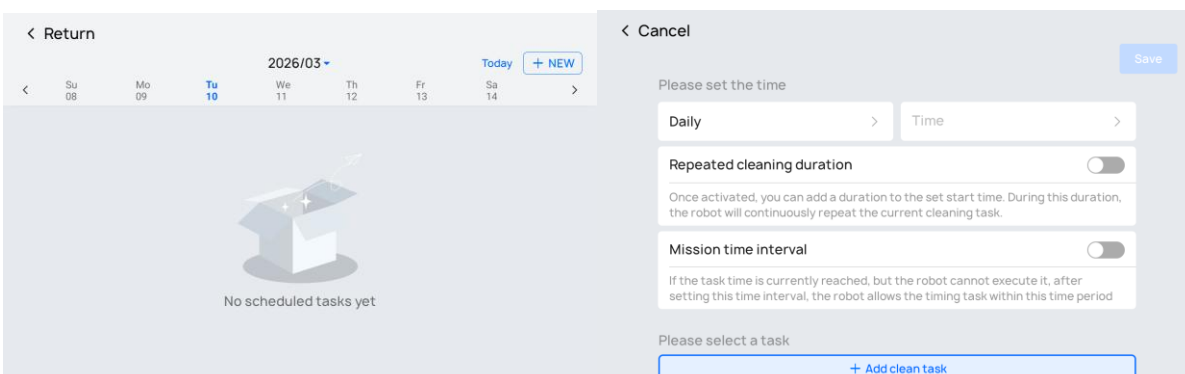 Return
2026/03
Today
+ NEW
Su Mo Tu We Th Fr Sa
08 09 10 11 12 13 14
No scheduled tasks yet
Cancel
Save
Please set the time
Daily
Time
Repeated cleaning duration
Once activated, you can add a duration to the set start time. During this duration,
the robot will continuously repeat the current cleaning task.
Mission time interval
If the task time is currently reached, but the robot cannot execute it, after
setting this time interval, the robot allows the timing task within this time period
Please select a task
+ Add clean task